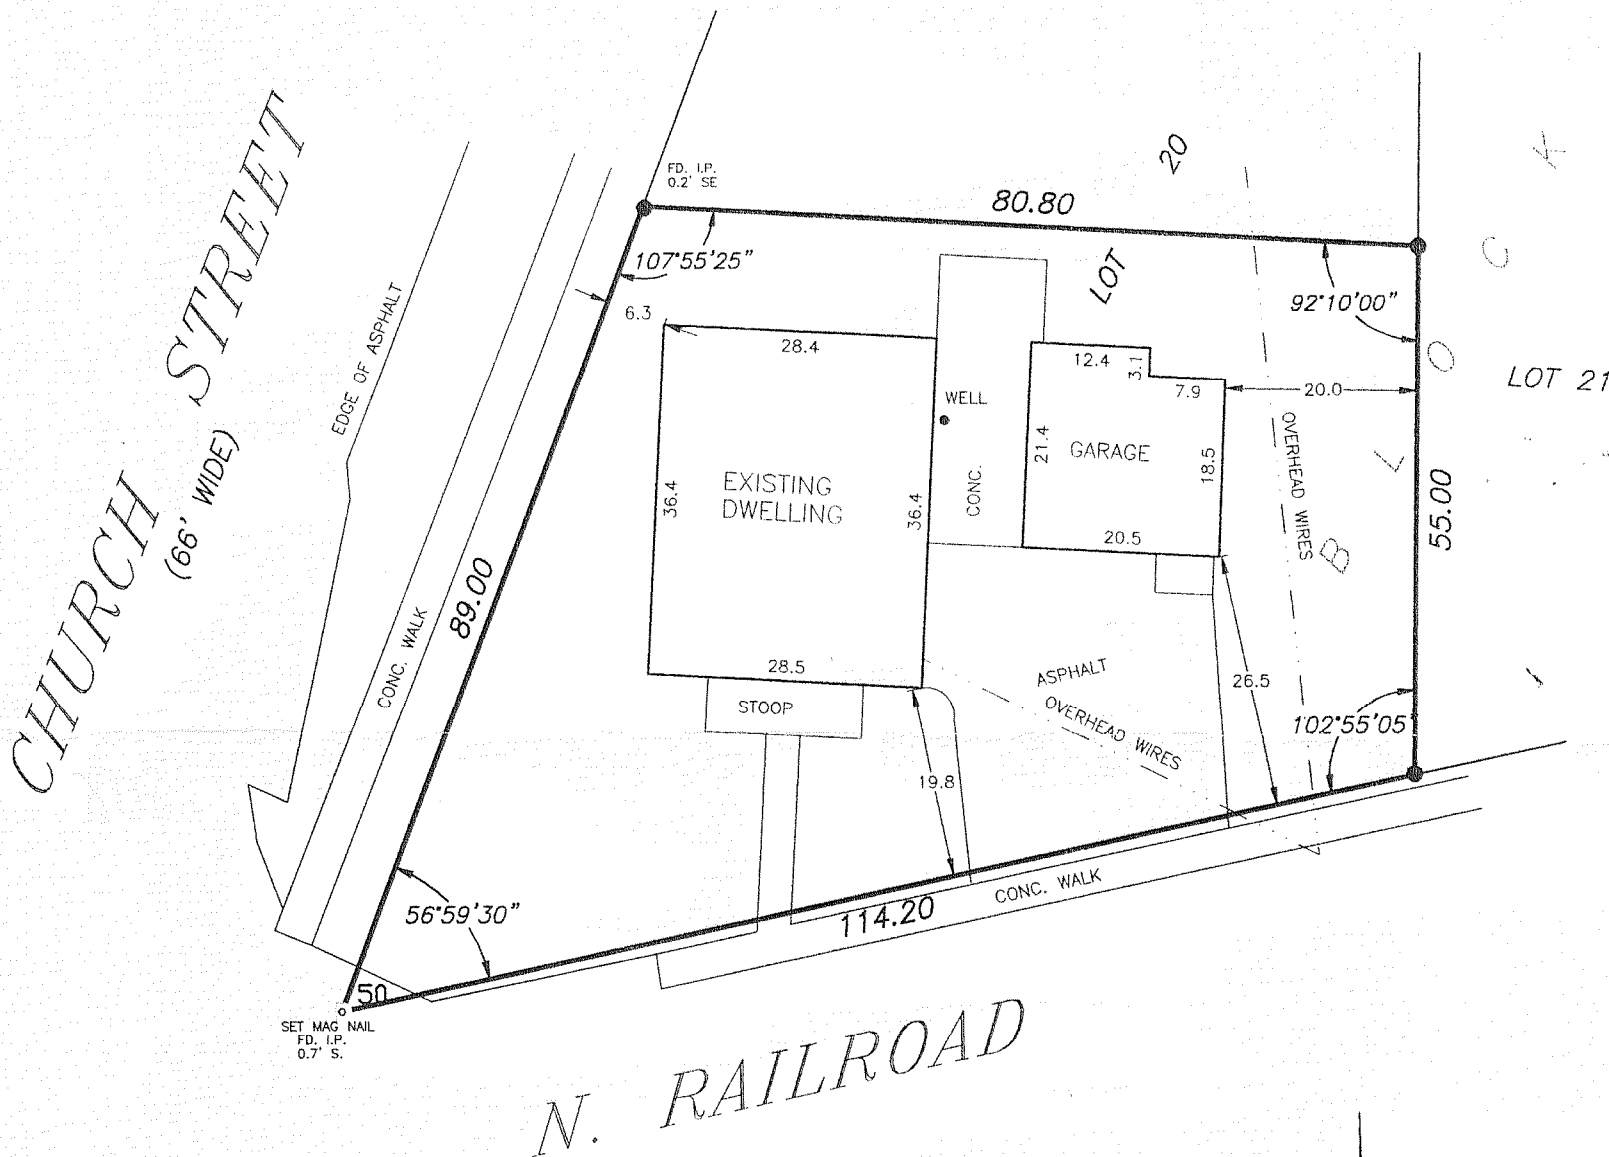 CHURCH STREET
(66' WIDE)
EDGE OF ASPHALT
CONC. WALK
89.00
FD. I.P.
0.2' SE
80.80
LOT 20
107°55'25"
92°10'00"
6.3
28.4
36.4
EXISTING
DWELLING
36.4
28.5
STOOP
WELL
CONC.
12.4
3.1
7.9
21.4
GARAGE
18.5
20.5
20.0
OVERHEAD WIRES
BLOCK
LOT 21
55.00
ASPHALT
OVERHEAD WIRES
26.5
102°55'05
19.8
56°59'30"
50
114.20
CONC. WALK
SET MAG NAIL
FD. I.P.
0.7' S.
N. RAILROAD